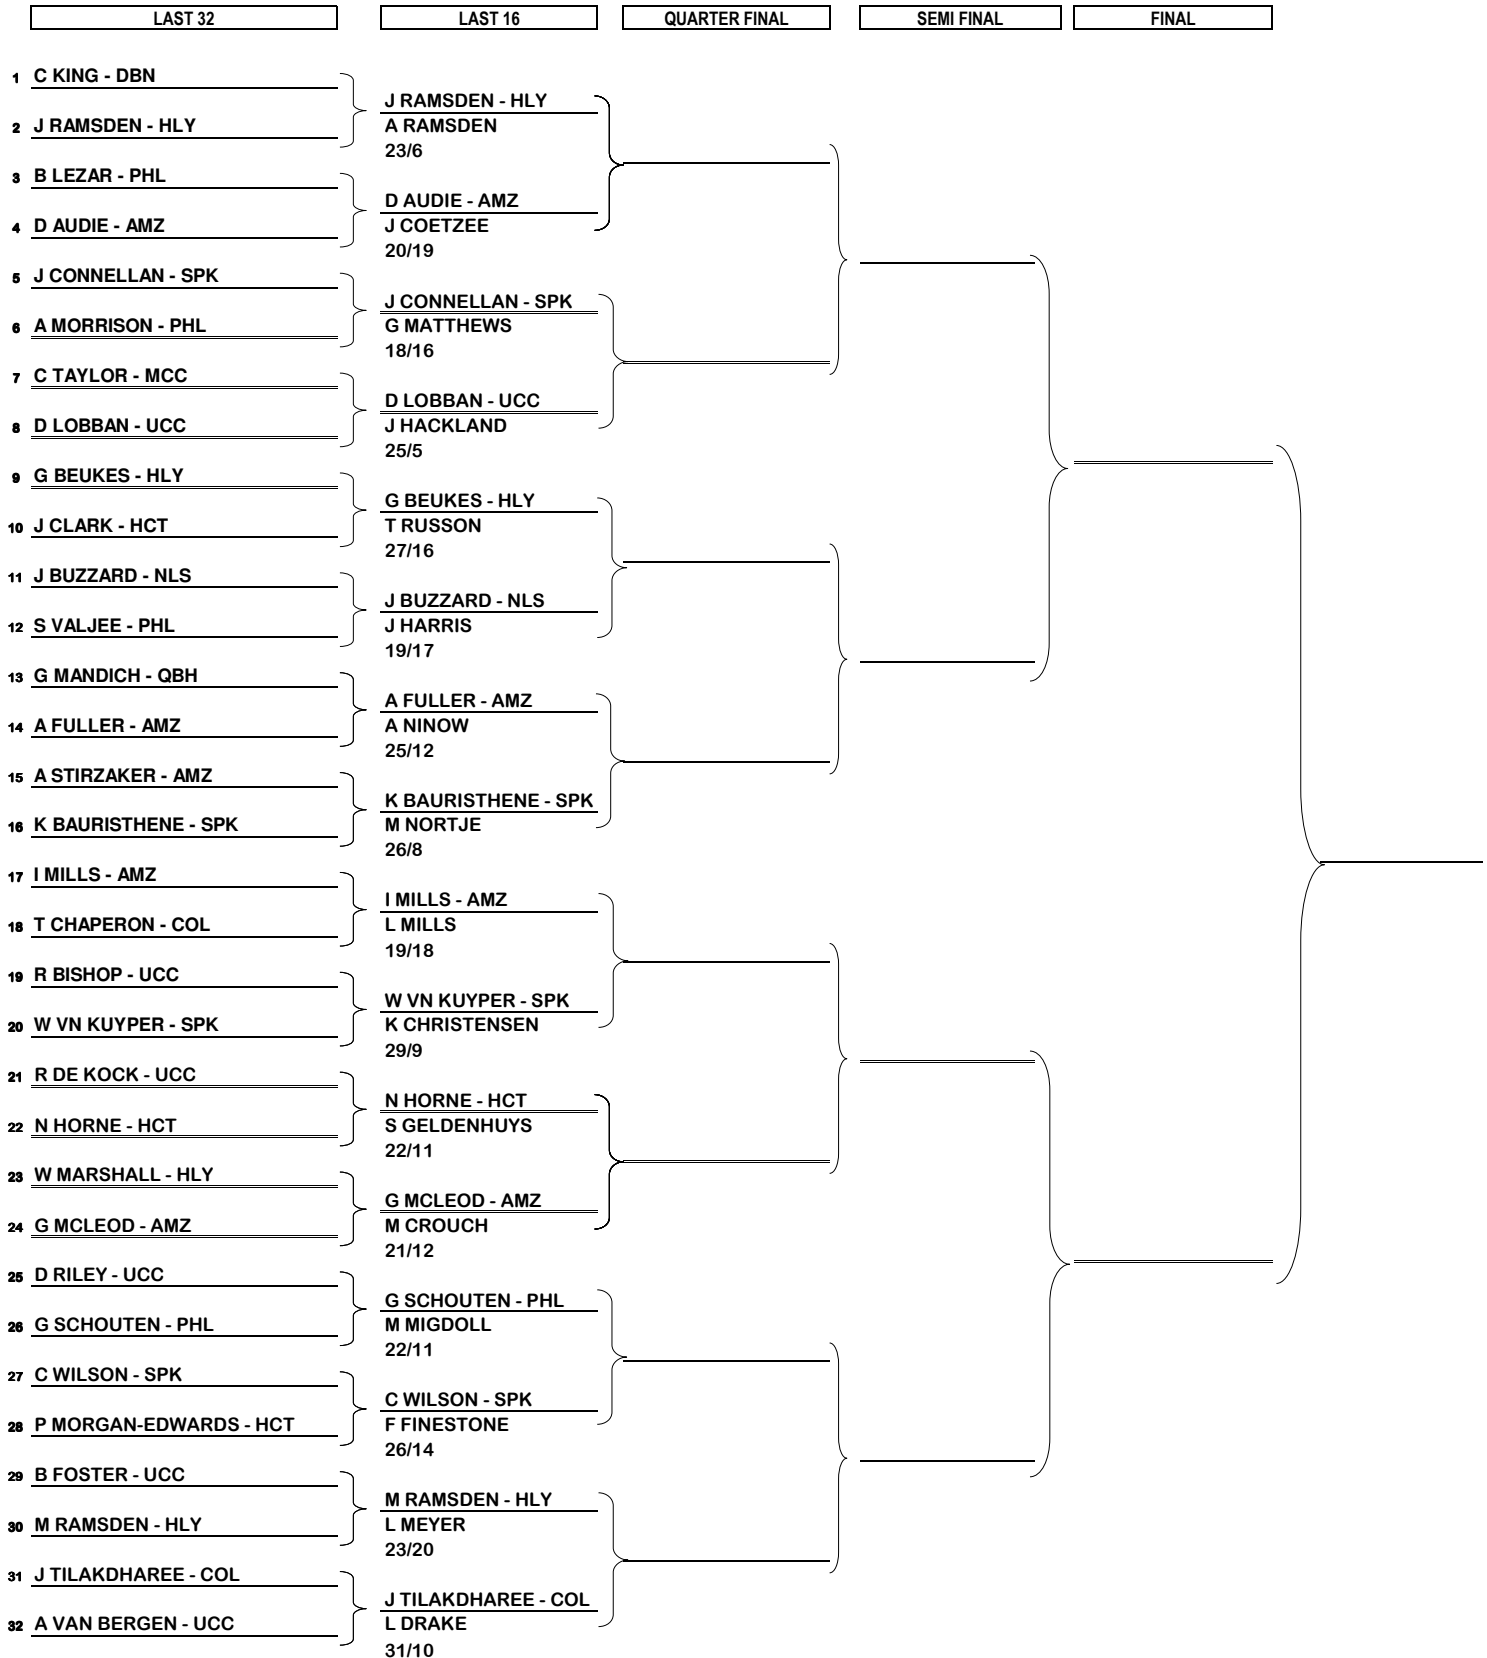 LAST 32
LAST 16
QUARTER FINAL
SEMI FINAL
FINAL
1 C KING - DBN
2 J RAMSDEN - HLY
3 B LEZAR - PHL
4 D AUDIE - AMZ
5 J CONNELLAN - SPK
6 A MORRISON - PHL
7 C TAYLOR - MCC
8 D LOBBAN - UCC
9 G BEUKES - HLY
10 J CLARK - HCT
11 J BUZZARD - NLS
12 S VALJEE - PHL
13 G MANDICH - QBH
14 A FULLER - AMZ
15 A STIRZAKER - AMZ
16 K BAURISTHENE - SPK
17 I MILLS - AMZ
18 T CHAPERON - COL
19 R BISHOP - UCC
20 W VN KUYPER - SPK
21 R DE KOCK - UCC
22 N HORNE - HCT
23 W MARSHALL - HLY
24 G MCLEOD - AMZ
25 D RILEY - UCC
26 G SCHOUTEN - PHL
27 C WILSON - SPK
28 P MORGAN-EDWARDS - HCT
29 B FOSTER - UCC
30 M RAMSDEN - HLY
31 J TILAKDHAREE - COL
32 A VAN BERGEN - UCC
J RAMSDEN - HLY
A RAMSDEN
23/6
D AUDIE - AMZ
J COETZEE
20/19
J CONNELLAN - SPK
G MATTHEWS
18/16
D LOBBAN - UCC
J HACKLAND
25/5
G BEUKES - HLY
T RUSSON
27/16
J BUZZARD - NLS
J HARRIS
19/17
A FULLER - AMZ
A NINOW
25/12
K BAURISTHENE - SPK
M NORTJE
26/8
I MILLS - AMZ
L MILLS
19/18
W VN KUYPER - SPK
K CHRISTENSEN
29/9
N HORNE - HCT
S GELDENHUYS
22/11
G MCLEOD - AMZ
M CROUCH
21/12
G SCHOUTEN - PHL
M MIGDOLL
22/11
C WILSON - SPK
F FINESTONE
26/14
M RAMSDEN - HLY
L MEYER
23/20
J TILAKDHAREE - COL
L DRAKE
31/10